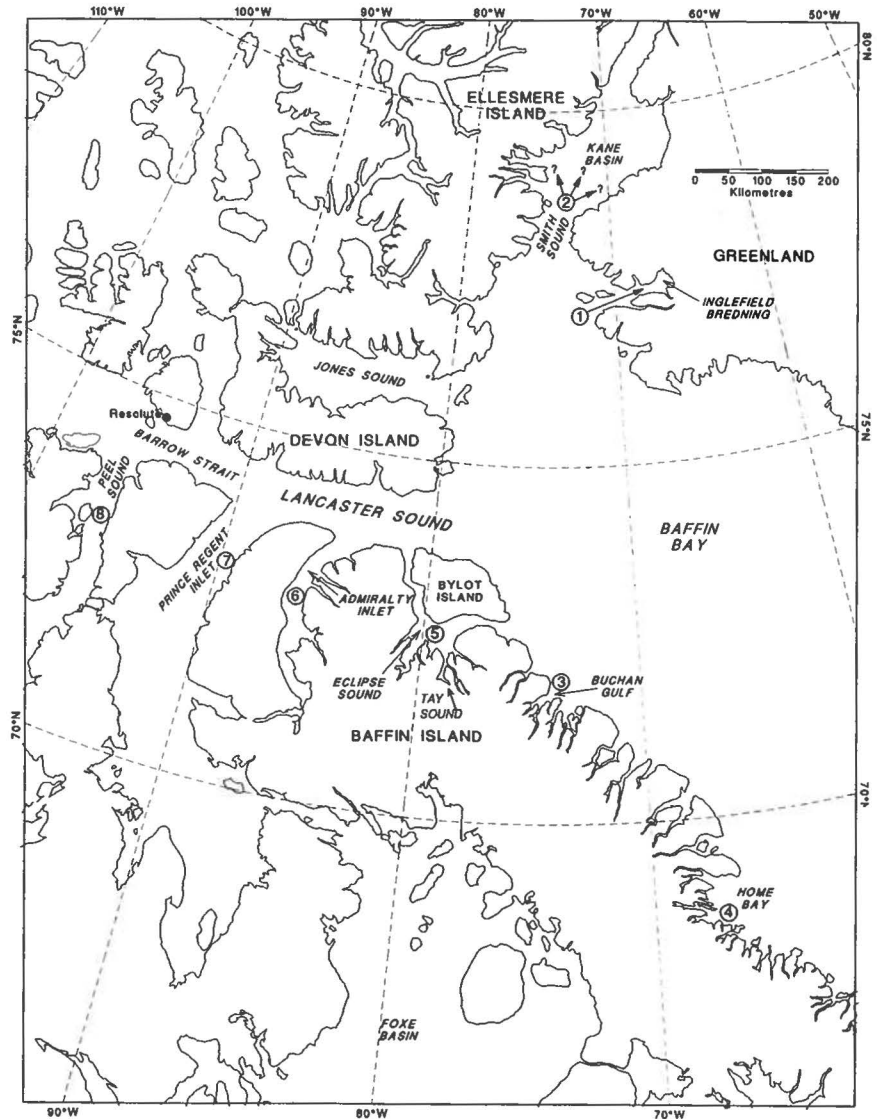 110°W
100°W
90°W
80°W
70°W
60°W
50°W
80°N
ELLESMERE
ISLAND
KANE
BASIN
?
?
?
②
SMITH
SOUND
0 50 100 150 200
Kilometres
GREENLAND
①
INGLEFIELD
BREDNING
75°N
JONES SOUND
75°N
Resolute
BARROW STRAIT
DEVON ISLAND
PEEL
SOUND
⑧
LANCASTER SOUND
BAFFIN
BAY
PRINCE REGENT
INLET
⑦
⑥
ADMIRALTY
INLET
BYLOT
ISLAND
⑤
ECLIPSE
SOUND
TAY
SOUND
③
BUCHAN
GULF
70°N
BAFFIN ISLAND
70°N
HOME
BAY
④
FOXE
BASIN
90°W
80°W
70°W